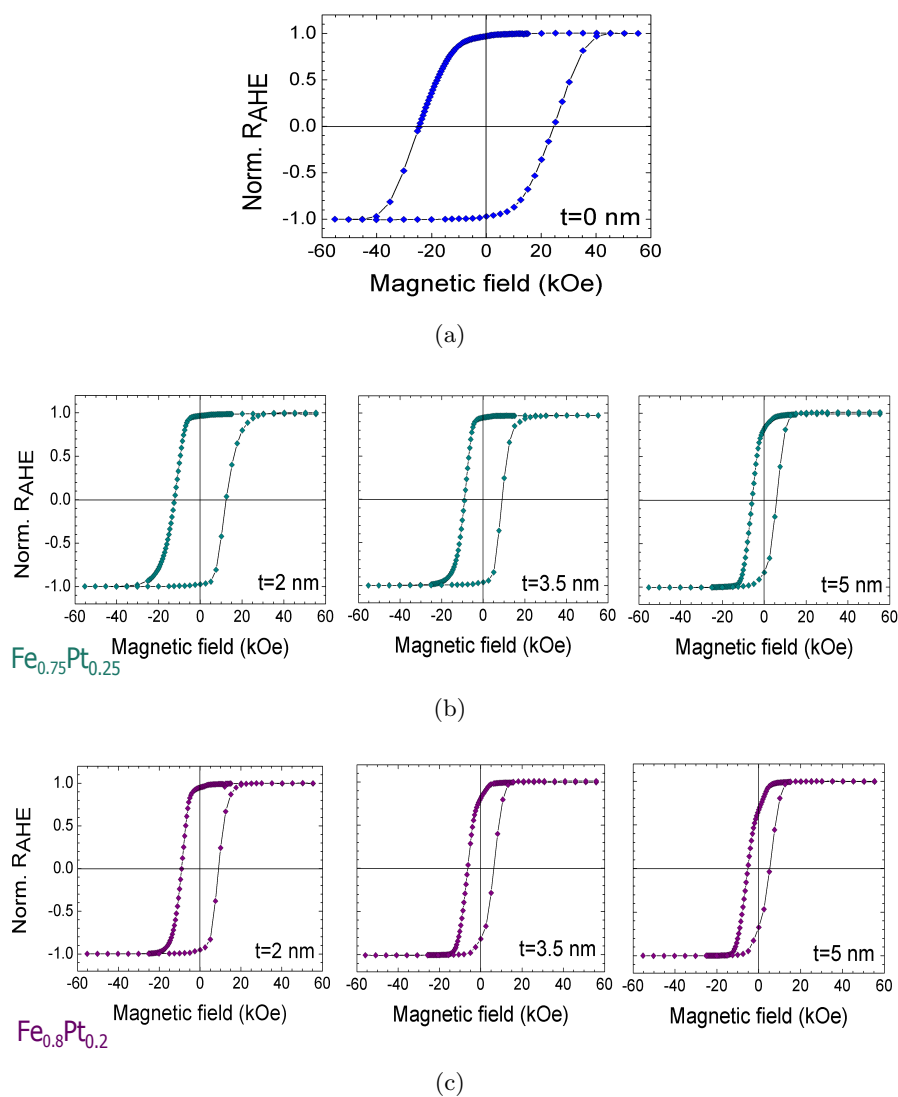 1.0
0.5
0.0
-0.5
-1.0
Norm. RAHE
t=0 nm
-60 -40 -20 0 20 40 60
Magnetic field (kOe)
(a)
1.0
0.5
0.0
-0.5
-1.0
Norm. RAHE
t=2 nm
t=3.5 nm
t=5 nm
-60 -40 -20 0 20 40 60
-60 -40 -20 0 20 40 60
-60 -40 -20 0 20 40 60
Magnetic field (kOe)
Magnetic field (kOe)
Magnetic field (kOe)
Fe0.75Pt0.25
(b)
1.0
0.5
0.0
-0.5
-1.0
Norm. RAHE
t=2 nm
t=3.5 nm
t=5 nm
-60 -40 -20 0 20 40 60
-60 -40 -20 0 20 40 60
-60 -40 -20 0 20 40 60
Magnetic field (kOe)
Magnetic field (kOe)
Magnetic field (kOe)
Fe0.8Pt0.2
(c)